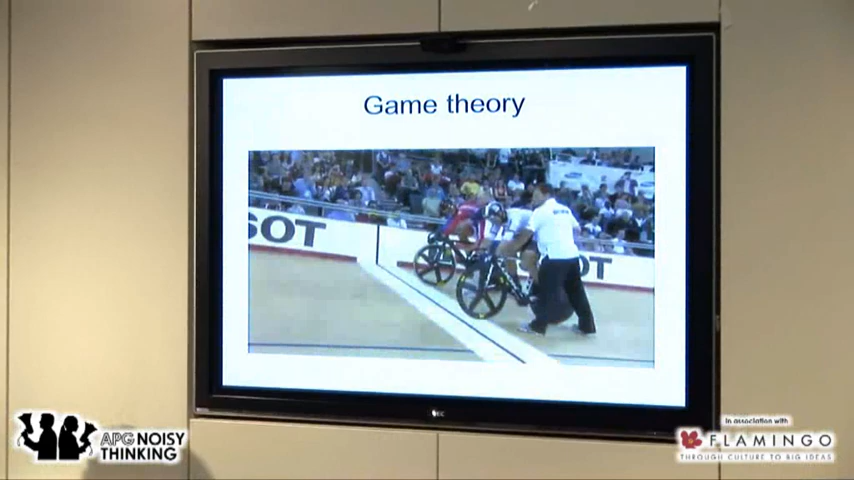 Game theory
SOT
OT
APG NOISY
THINKING
In association with
FLAMINGO
THROUGH CULTURE TO BIG IDEAS